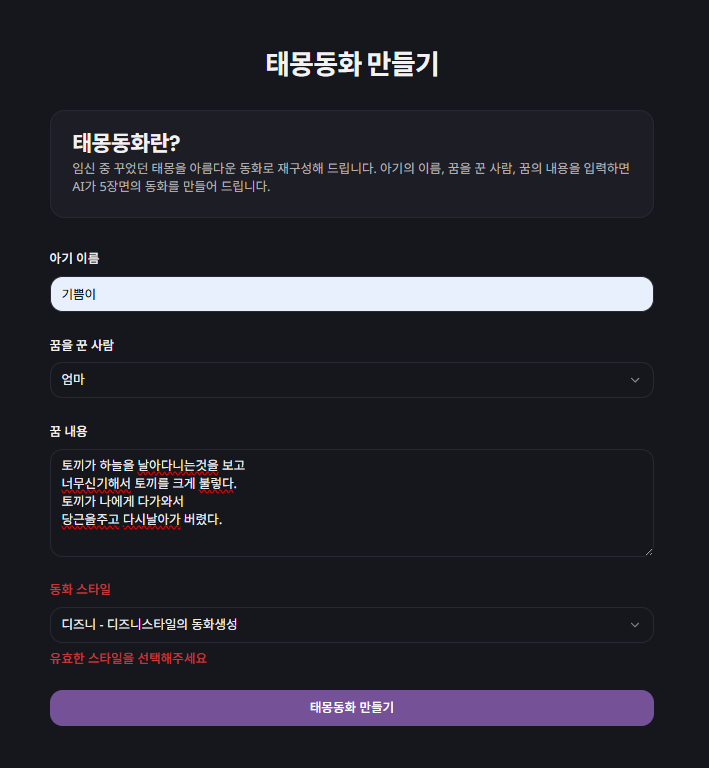 태몽동화 만들기
태몽동화란?
임신 중 꾸었던 태몽을 아름다운 동화로 재구성해 드립니다. 아기의 이름, 꿈을 꾼 사람, 꿈의 내용을 입력하면
AI가 5장면의 동화를 만들어 드립니다.
아기 이름
기쁨이
꿈을 꾼 사람
엄마
꿈 내용
토끼가 하늘을 날아다니는것을 보고
너무신기해서 토끼를 크게 불렇다.
토끼가 나에게 다가와서
당근을주고 다시날아가 버렸다.
동화 스타일
디즈니 - 디즈니스타일의 동화생성
유효한 스타일을 선택해주세요
태몽동화 만들기